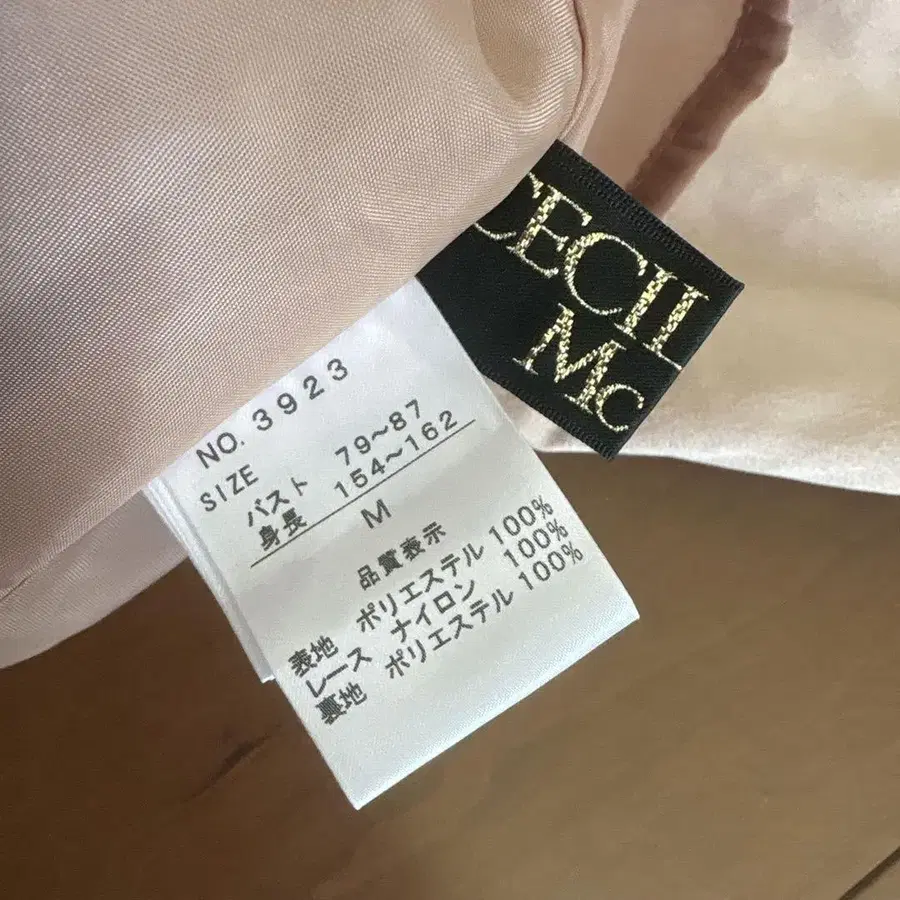 CECIL
Mc
NO. 3923
SIZE
バスト 79〜87
身長 154〜162
M
品質表示
表地 ポリエステル 100%
レース ナイロン 100%
裏地 ポリエステル 100%